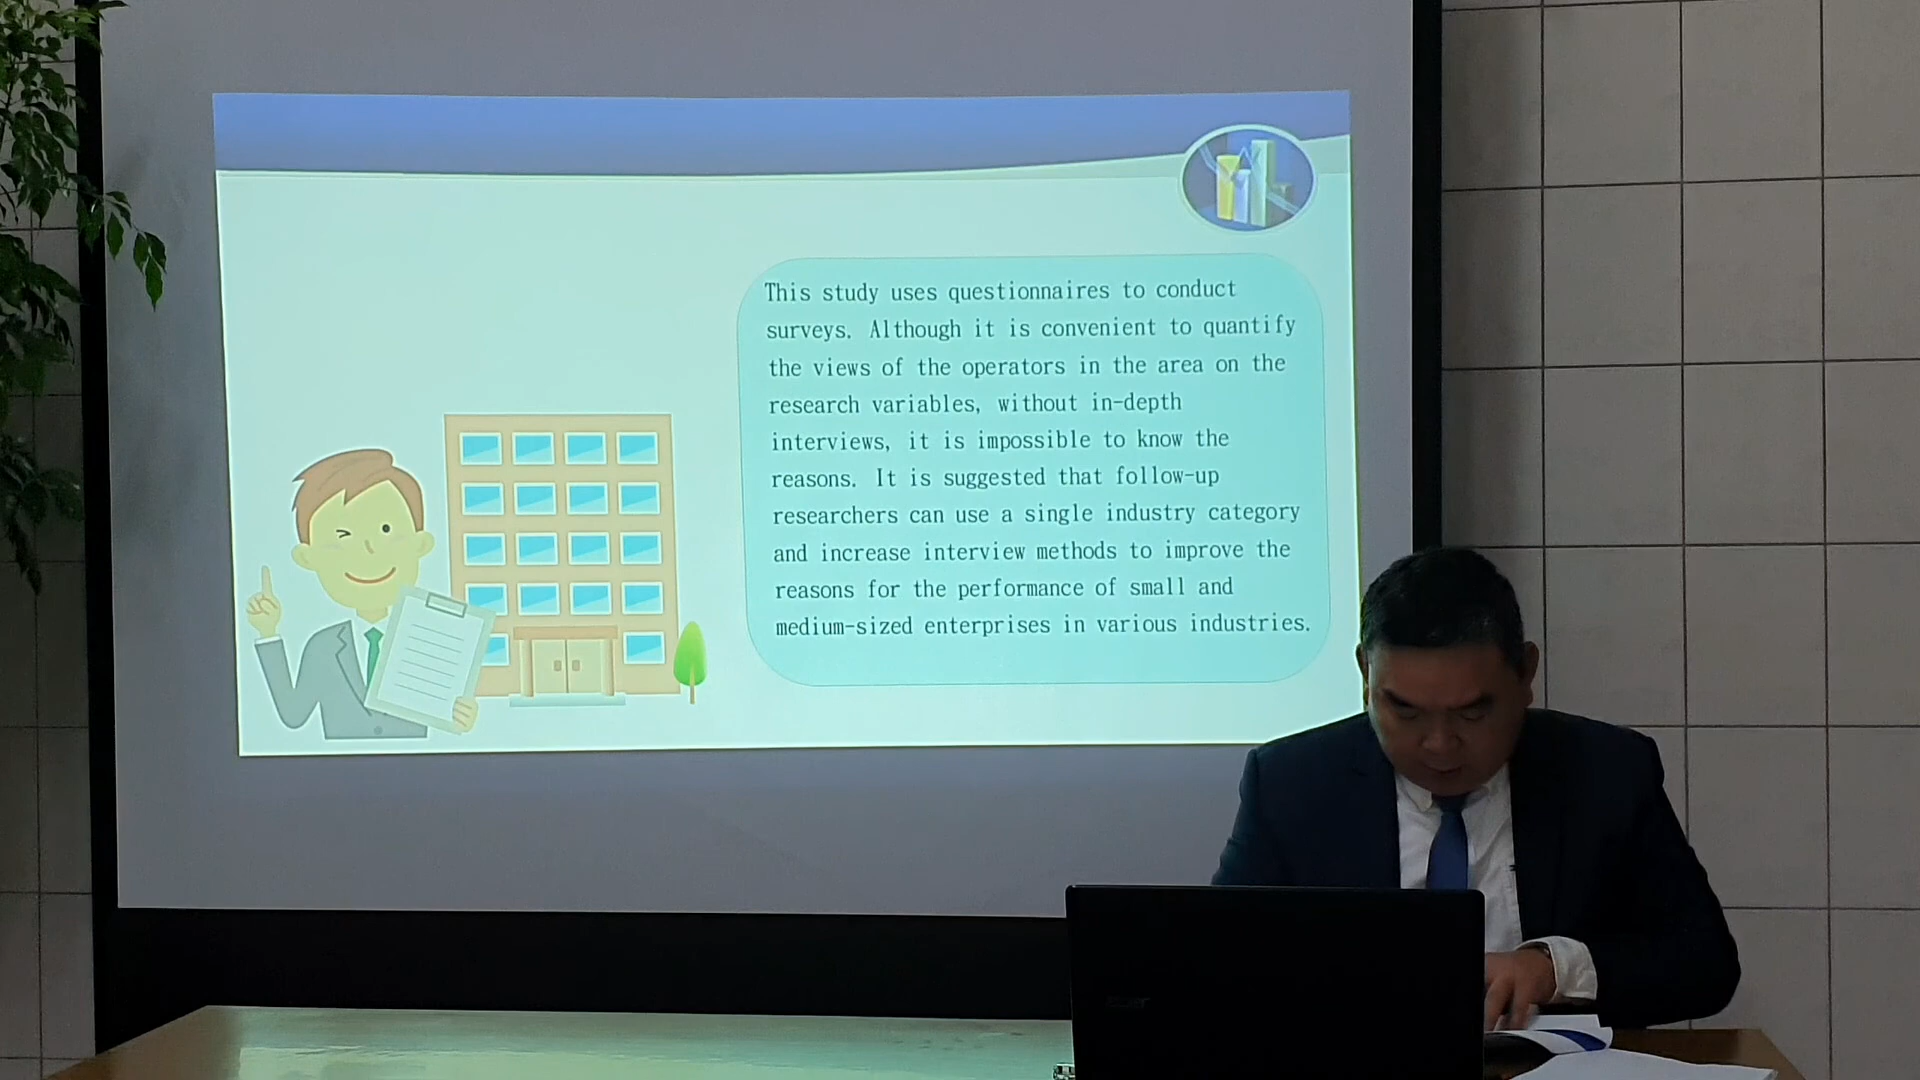 This study uses questionnaires to conduct
surveys. Although it is convenient to quantify
the views of the operators in the area on the
research variables, without in-depth
interviews, it is impossible to know the
reasons. It is suggested that follow-up
researchers can use a single industry category
and increase interview methods to improve the
reasons for the performance of small and
medium-sized enterprises in various industries.
acer